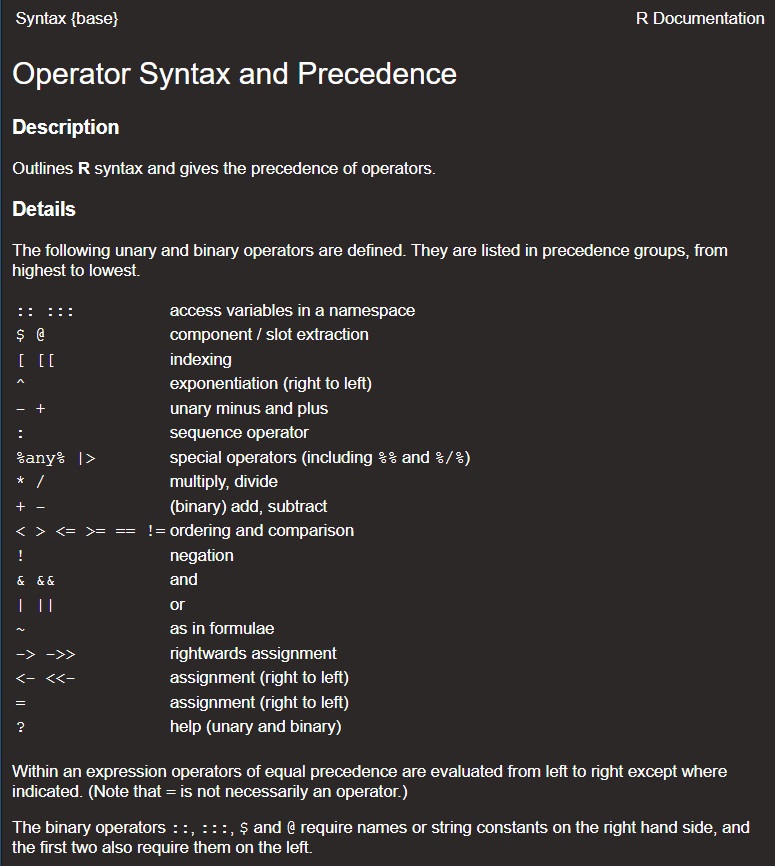 Syntax {base} R Documentation
Operator Syntax and Precedence
Description
Outlines R syntax and gives the precedence of operators.
Details
The following unary and binary operators are defined. They are listed in precedence groups, from
highest to lowest.
:: ::: access variables in a namespace
$ @ component / slot extraction
[ [[ indexing
^ exponentiation (right to left)
- + unary minus and plus
: sequence operator
%any% |> special operators (including %% and %/%)
* / multiply, divide
+ - (binary) add, subtract
< > <= >= == != ordering and comparison
! negation
& && and
| || or
~ as in formulae
-> ->> rightwards assignment
<- <<- assignment (right to left)
= assignment (right to left)
? help (unary and binary)
Within an expression operators of equal precedence are evaluated from left to right except where
indicated. (Note that = is not necessarily an operator.)
The binary operators ::, :::, $ and @ require names or string constants on the right hand side, and
the first two also require them on the left.